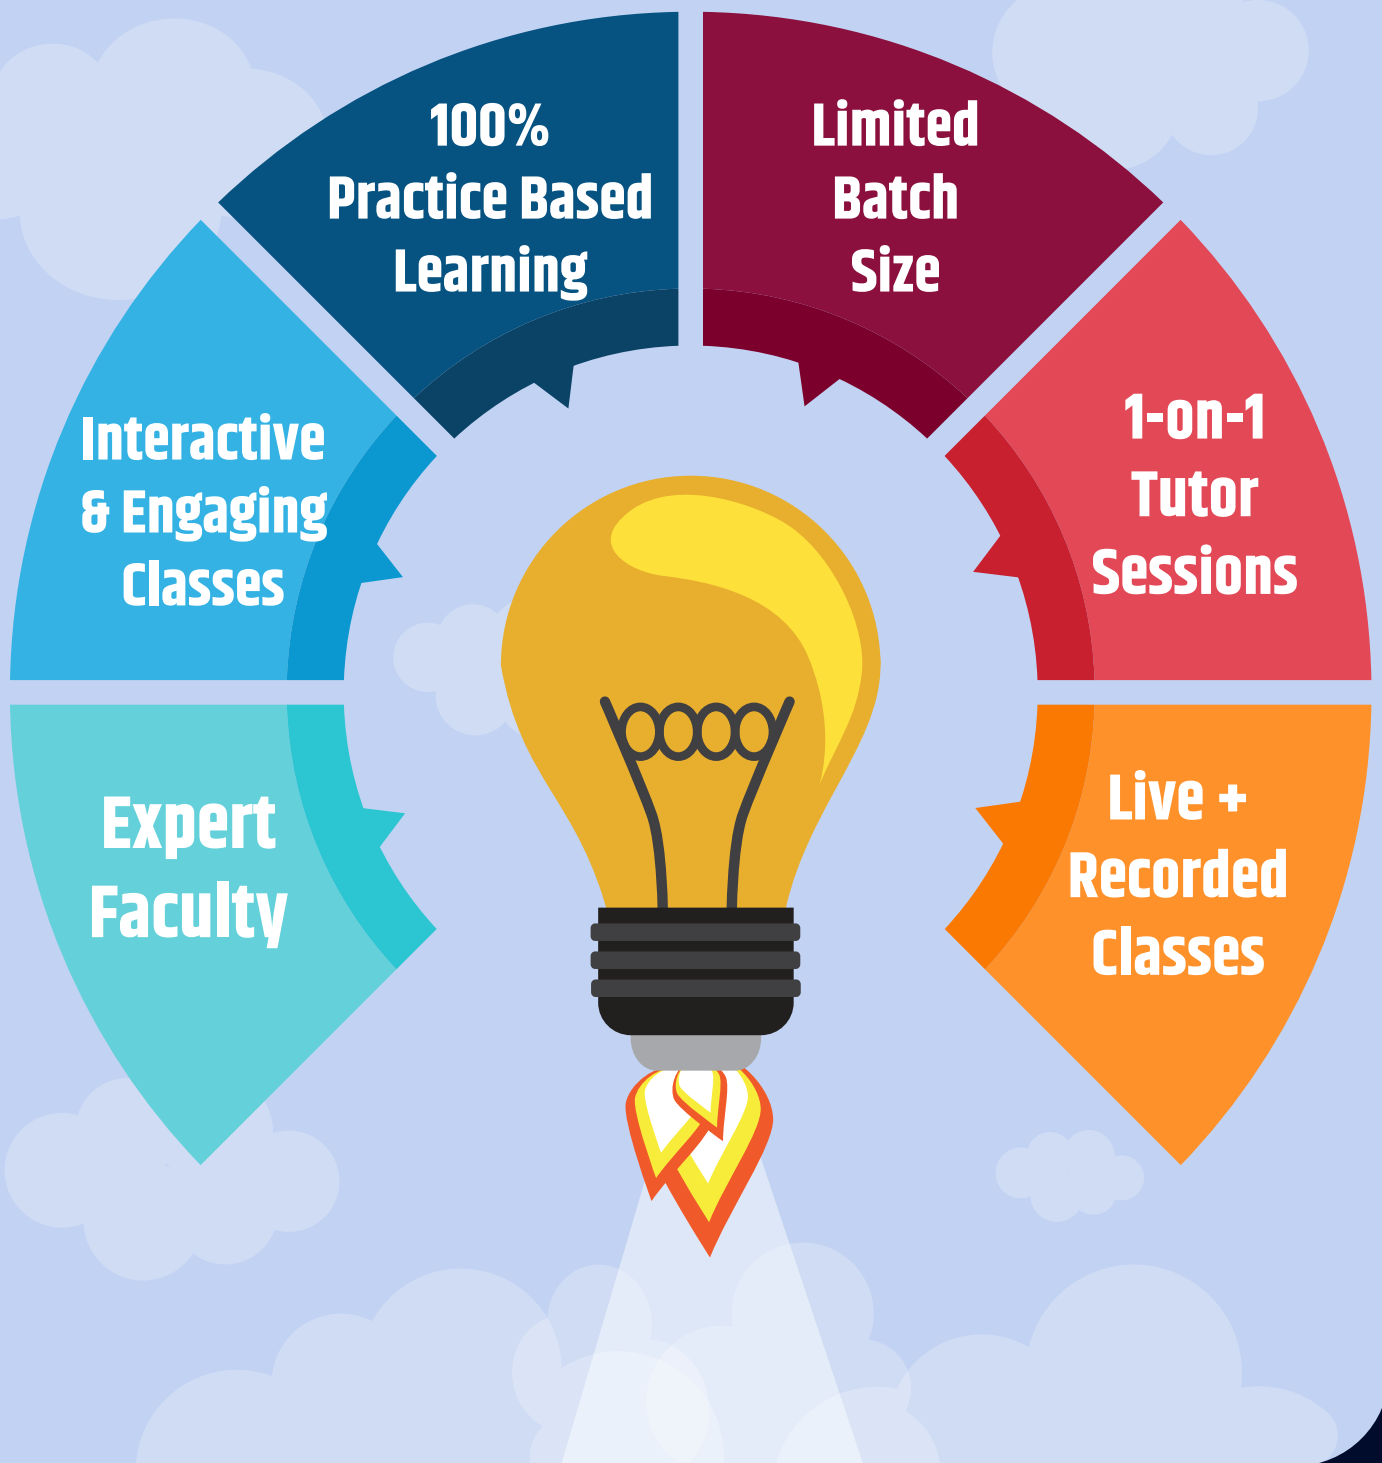 100%
Practice Based
Learning
Limited
Batch
Size
Interactive
& Engaging
Classes
1-on-1
Tutor
Sessions
Expert
Faculty
Live +
Recorded
Classes